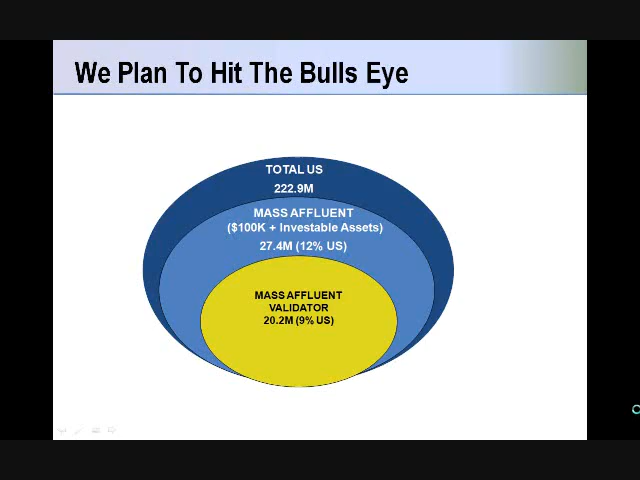 We Plan To Hit The Bulls Eye
TOTAL US
222.9M
MASS AFFLUENT
($100K + Investable Assets)
27.4M (12% US)
MASS AFFLUENT
VALIDATOR
20.2M (9% US)